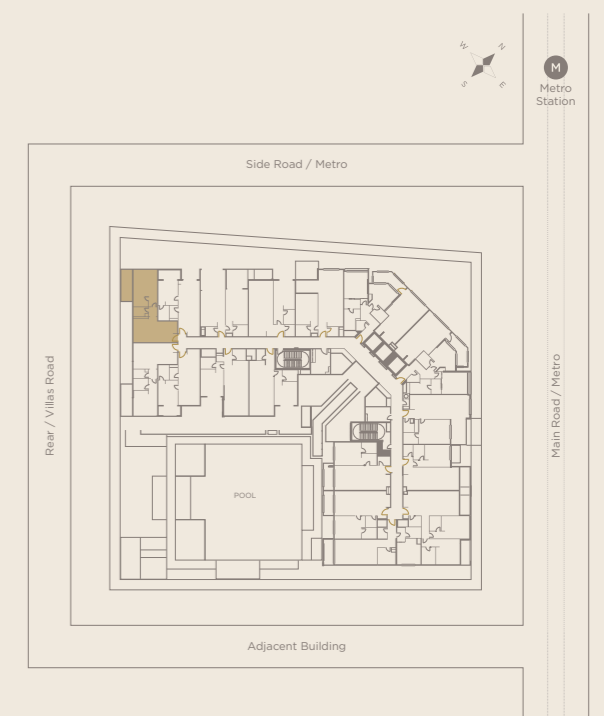 W
N
S
E
M
Metro
Station
Side Road / Metro
Rear / Villas Road
Main Road / Metro
POOL
Adjacent Building